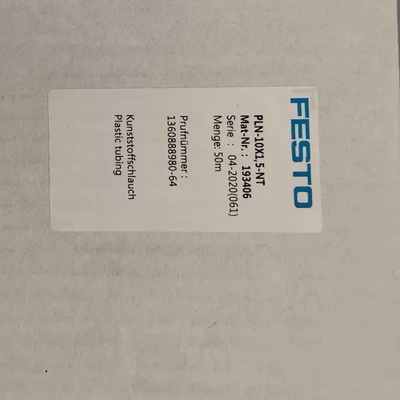 FESTO
PLN-10X1,5-NT
Mat-Nr.: 193406
Serie : 04-2020(061)
Menge: 50m
Prufnümmer :
1360888980-64
Kunststoffschlauch
Plastic tubing